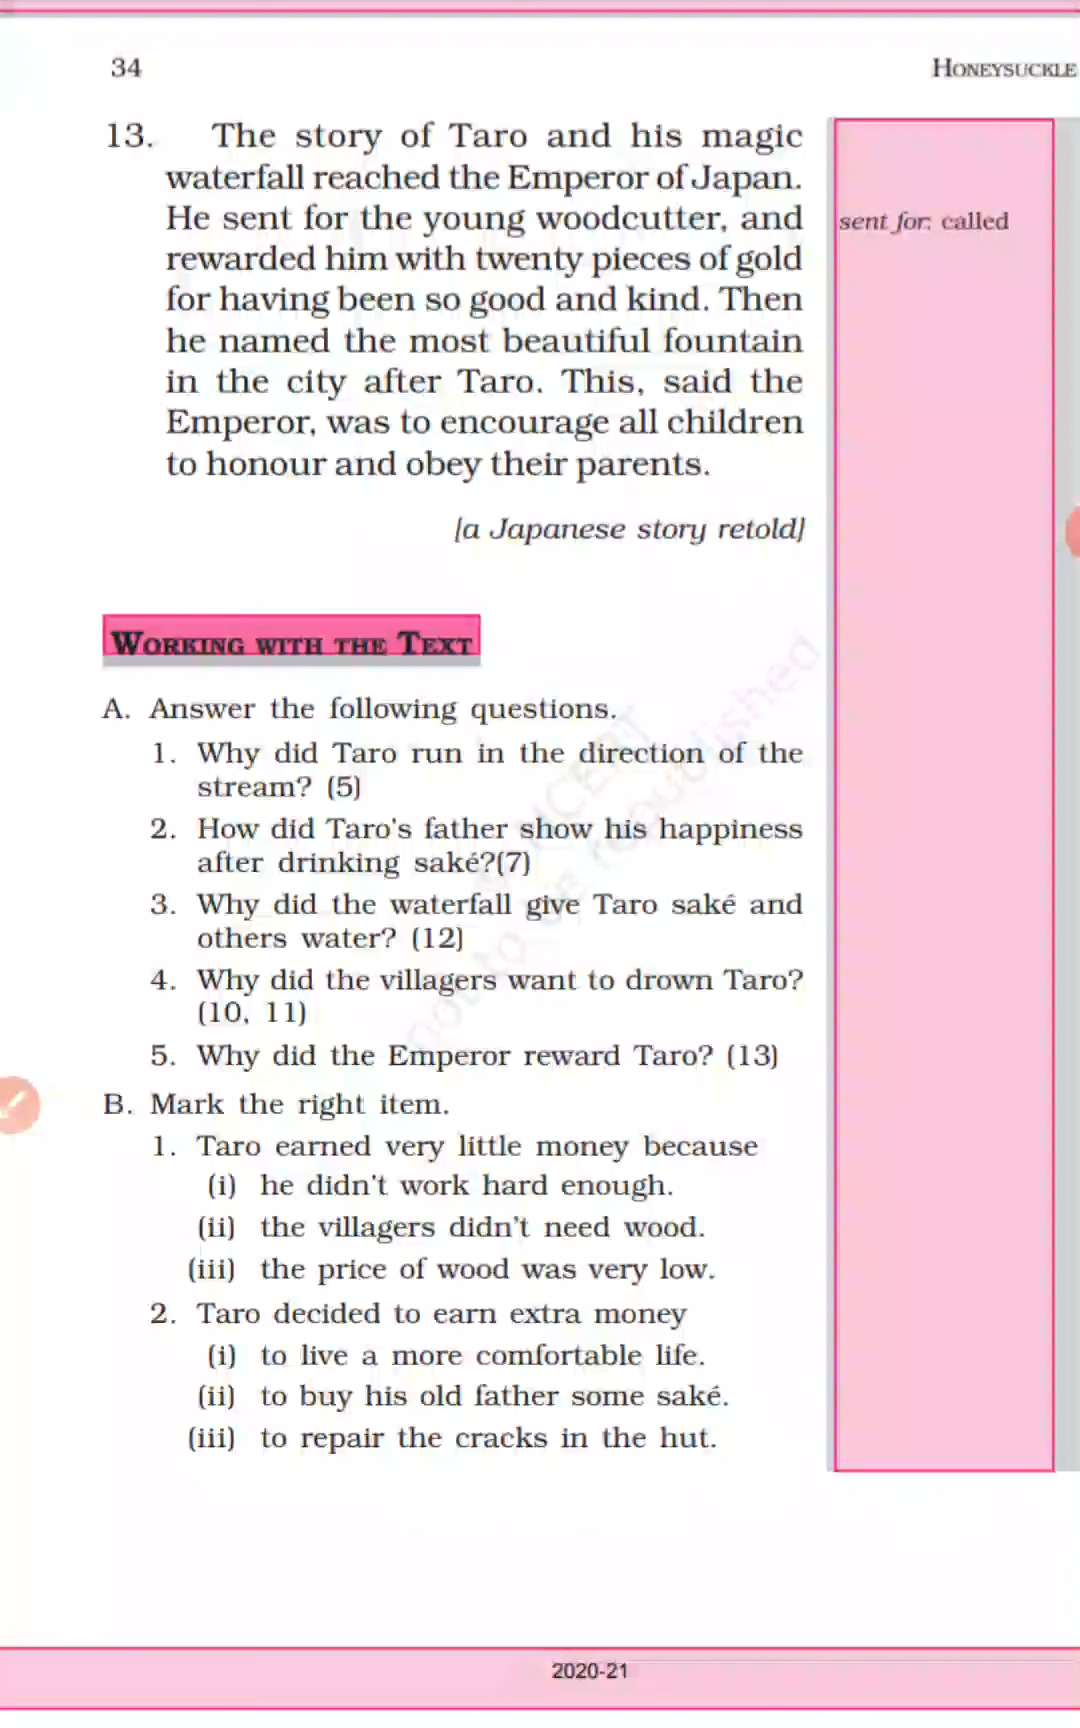 34
HONEYSUCKLE
13. The story of Taro and his magic
waterfall reached the Emperor of Japan.
He sent for the young woodcutter, and
rewarded him with twenty pieces of gold
for having been so good and kind. Then
he named the most beautiful fountain
in the city after Taro. This, said the
Emperor, was to encourage all children
to honour and obey their parents.
sent for: called
[a Japanese story retold]
WORKING WITH THE TEXT
A. Answer the following questions.
1. Why did Taro run in the direction of the
stream? (5)
2. How did Taro's father show his happiness
after drinking saké?(7)
3. Why did the waterfall give Taro saké and
others water? (12)
4. Why did the villagers want to drown Taro?
(10, 11)
5. Why did the Emperor reward Taro? (13)
B. Mark the right item.
1. Taro earned very little money because
(i) he didn't work hard enough.
(ii) the villagers didn't need wood.
(iii) the price of wood was very low.
2. Taro decided to earn extra money
(i) to live a more comfortable life.
(ii) to buy his old father some saké.
(iii) to repair the cracks in the hut.
NCERT
not to be republished
2020-21